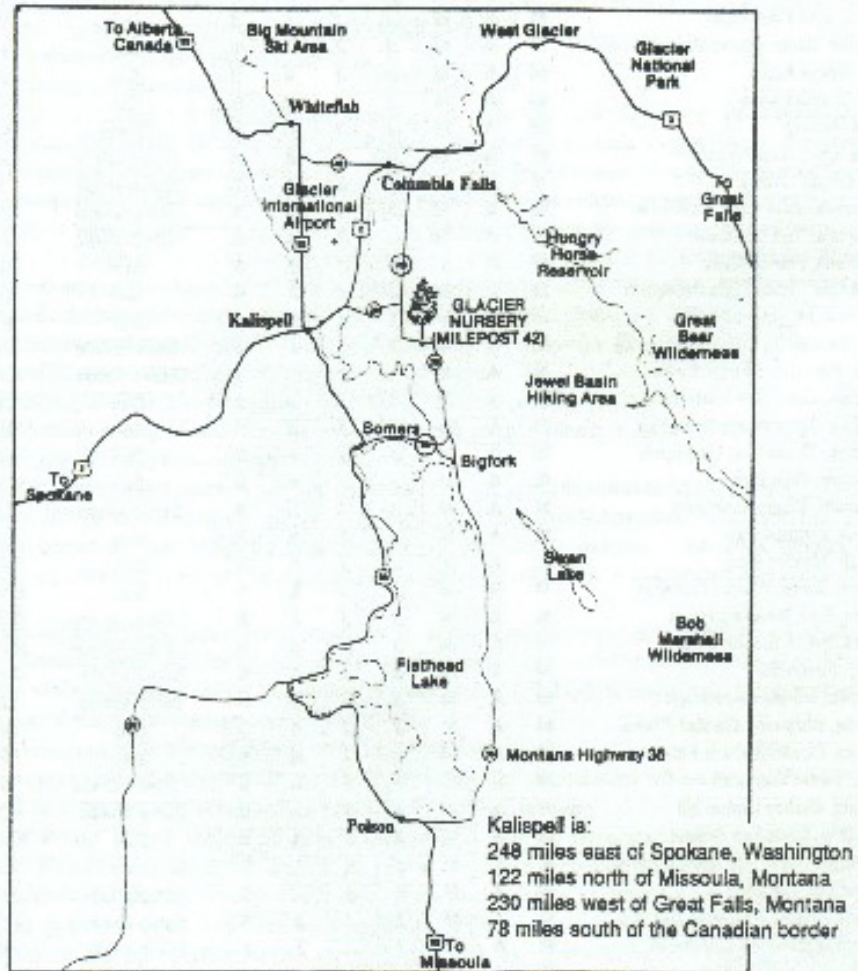 To Alberta,
Canada
Big Mountain
Ski Area
West Glacier
Glacier
National
Park
Whitefish
2
Columbia Falls
Glacier
International
Airport
2
To
Great
Falls
Hungry
Horse
Reservoir
Kalispell
GLACIER
NURSERY
(MILEPOST 42)
Great
Bear
Wilderness
Jewel Basin
Hiking Area
Somers
Bigfork
2
To
Spokane
Swan
Lake
Bob
Marshall
Wilderness
Flathead
Lake
Montana Highway 35
Polson
Kalispell is:
248 miles east of Spokane, Washington
122 miles north of Missoula, Montana
230 miles west of Great Falls, Montana
78 miles south of the Canadian border
To
Missoula